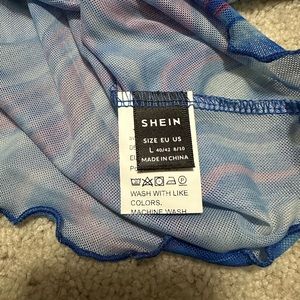 SHEIN
SIZE EU US
L 40/42 8/10
MADE IN CHINA
WASH WITH LIKE
COLORS.
MACHINE WASH